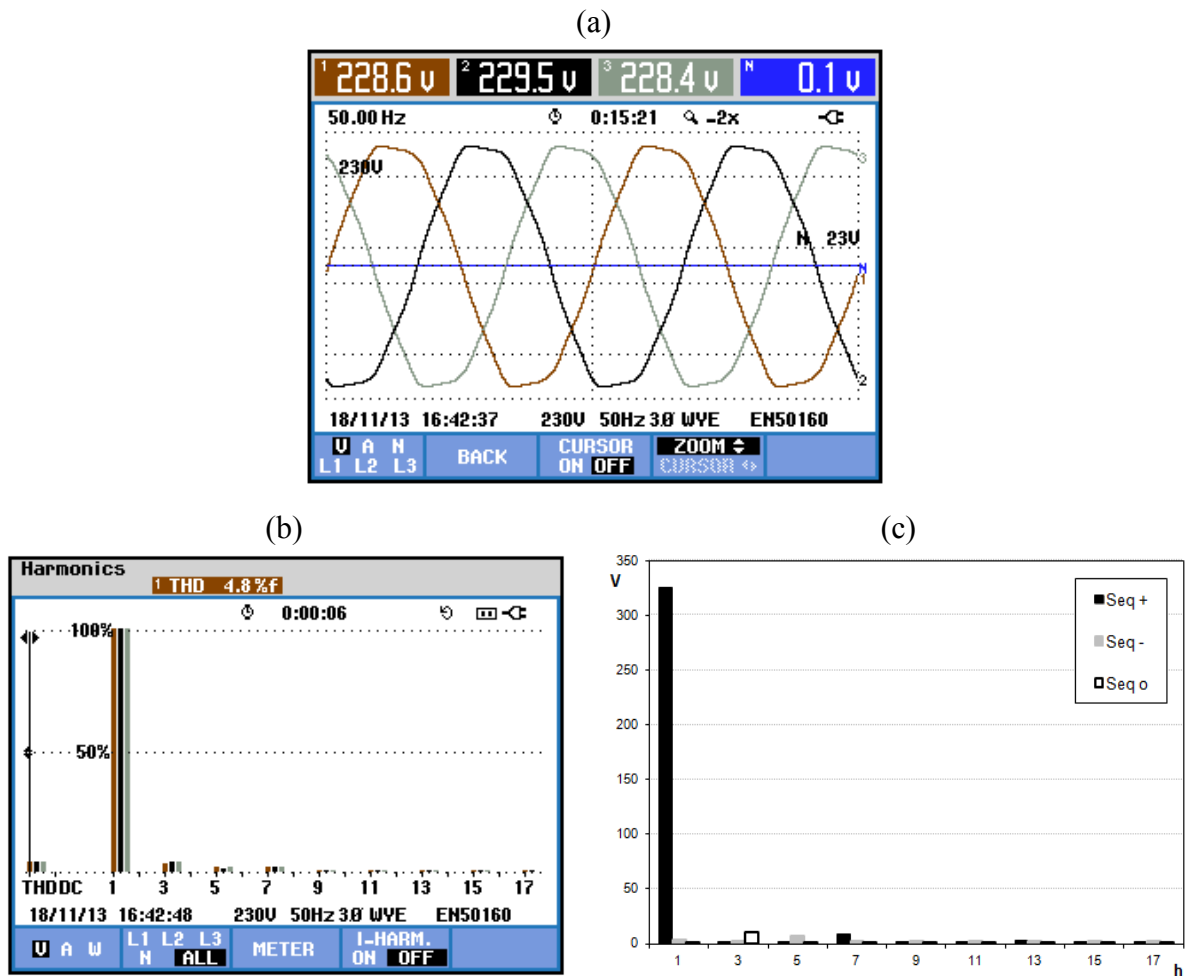 (a)
1 228.6 V 2 229.5 V 3 228.4 V N 0.1 V
50.00 Hz 0:15:21 -2x
230V
3
N 23V
N
1
2
18/11/13 16:42:37 230V 50Hz 3Ø WYE EN50160
V A N
L1 L2 L3
BACK
CURSOR
ON OFF
ZOOM
CURSOR
(b)
Harmonics
1 THD 4.8%f
0:00:06
100%
50%
THDDC 1 3 5 7 9 11 13 15 17
18/11/13 16:42:48 230V 50Hz 3Ø WYE EN50160
V A W
L1 L2 L3
N ALL
METER
I-HARM.
ON OFF
(c)
V
350
300
250
200
150
100
50
0
Seq +
Seq -
Seq o
1 3 5 7 9 11 13 15 17
h